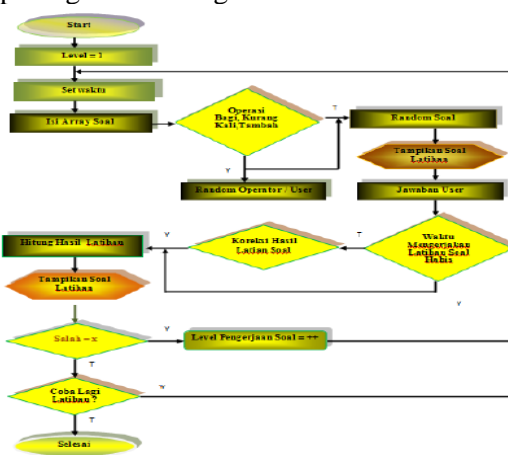 Start
Level = 1
Set waktu
Isi Array Soal
Operasi
Bagi, Kurang
Kali,Tambah
T
Y
Random Operator / User
Random Soal
Tampilkan Soal
Latihan
Jawaban User
Waktu
Mengerjakan
Latihan Soal
Habis
T
Y
Koreksi Hasil
Latian Soal
Y
Hitung Hasil Latihan
Tampilkan Soal
Latihan
Salah = x
Y
T
Level Pengerjaan Soal = ++
Coba Lagi
Latihan ?
T
Selesai